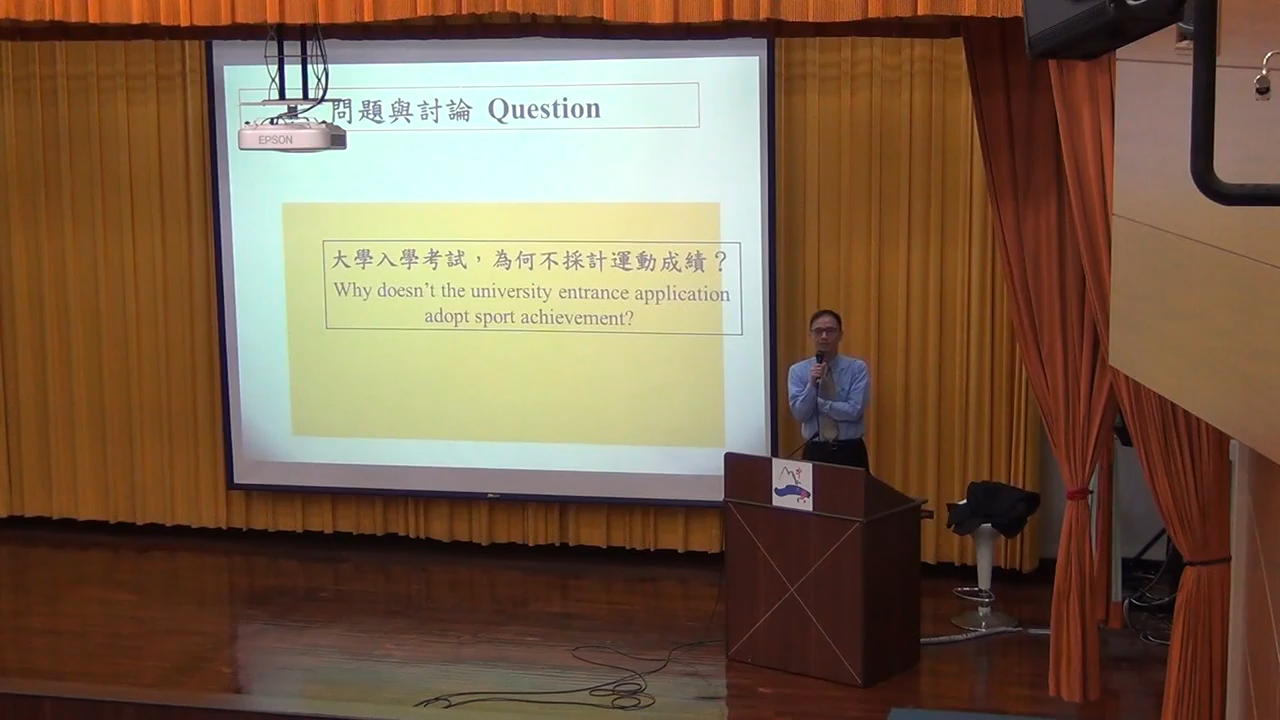 問題與討論 Question
EPSON
大學入學考試，為何不採計運動成績？
Why doesn't the university entrance application
adopt sport achievement?